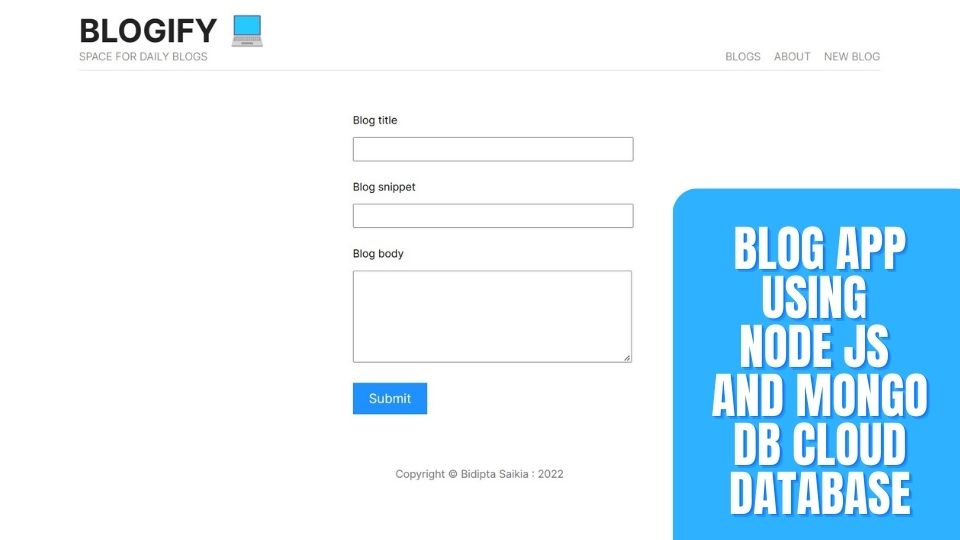 BLOGIFY
SPACE FOR DAILY BLOGS
BLOGS ABOUT NEW BLOG
Blog title
Blog snippet
Blog body
Submit
Copyright © Bidipta Saikia : 2022
BLOG APP
USING
NODE JS
AND MONGO
DB CLOUD
DATABASE